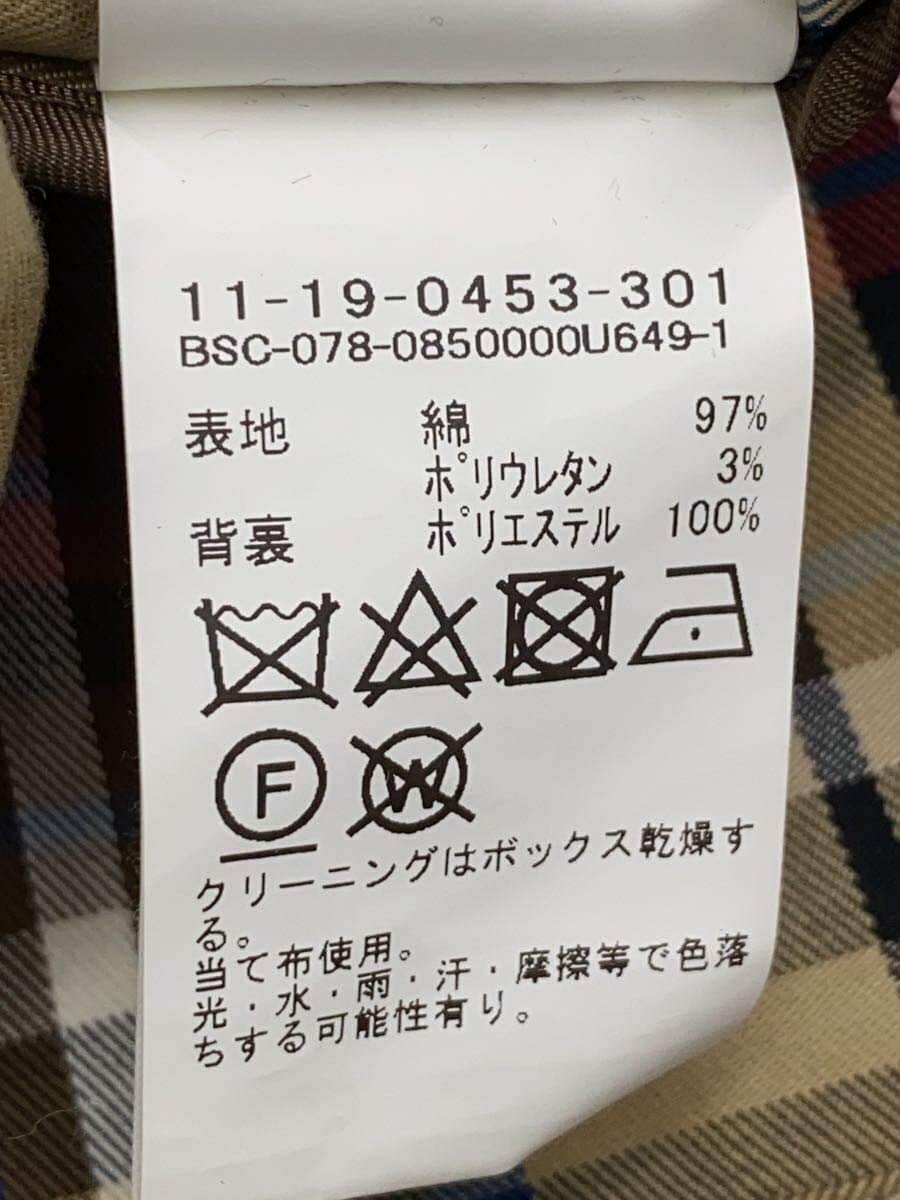 11-19-0453-301
BSC-078-0850000U649-1
表地 綿 97%
ポリウレタン 3%
背裏 ポリエステル 100%
F W
クリーニングはボックス乾燥す
る。
当て布使用。
光・水・雨・汗・摩擦等で色落
ちする可能性有り。